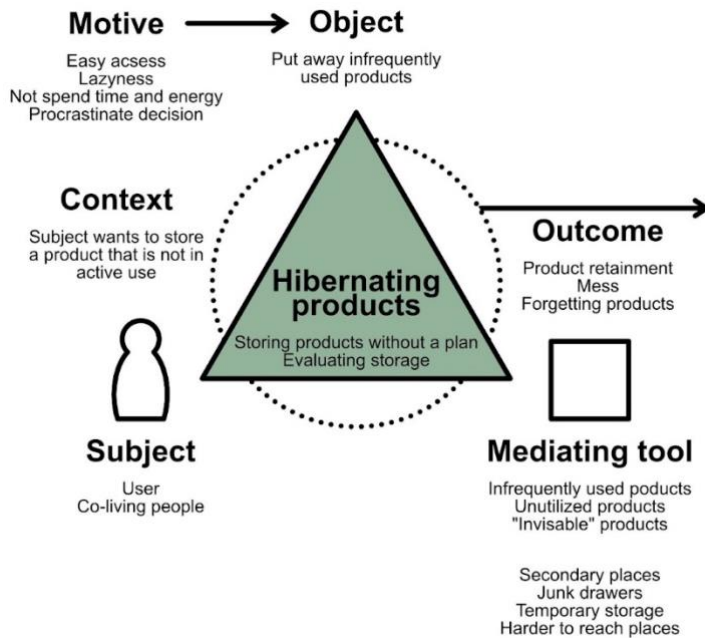 Motive
Easy acsess
Lazyness
Not spend time and energy
Procrastinate decision
Object
Put away infrequently
used products
Context
Subject wants to store
a product that is not in
active use
Hibernating
products
Storing products without a plan
Evaluating storage
Outcome
Product retainment
Mess
Forgetting products
Subject
User
Co-living people
Mediating tool
Infrequently used poducts
Unutilized products
"Invisable" products
Secondary places
Junk drawers
Temporary storage
Harder to reach places